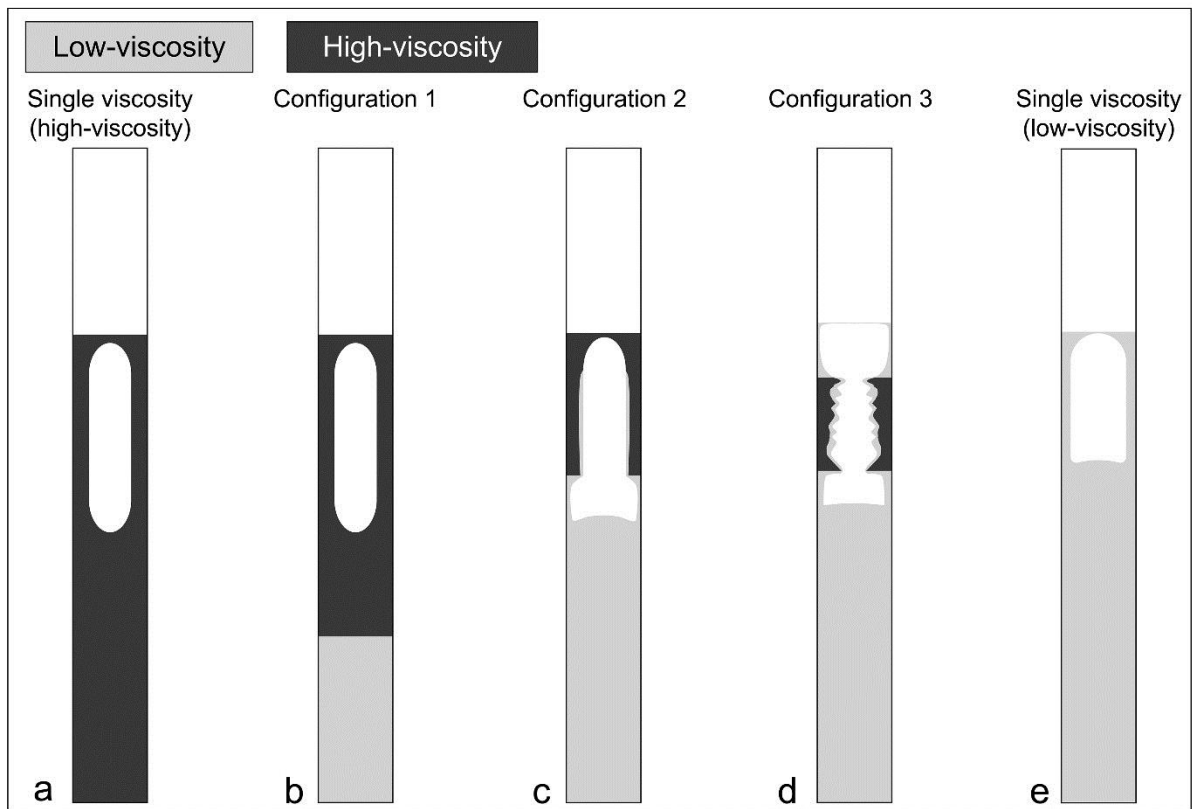 Low-viscosity
High-viscosity
Single viscosity
(high-viscosity)
Configuration 1
Configuration 2
Configuration 3
Single viscosity
(low-viscosity)
a
b
c
d
e